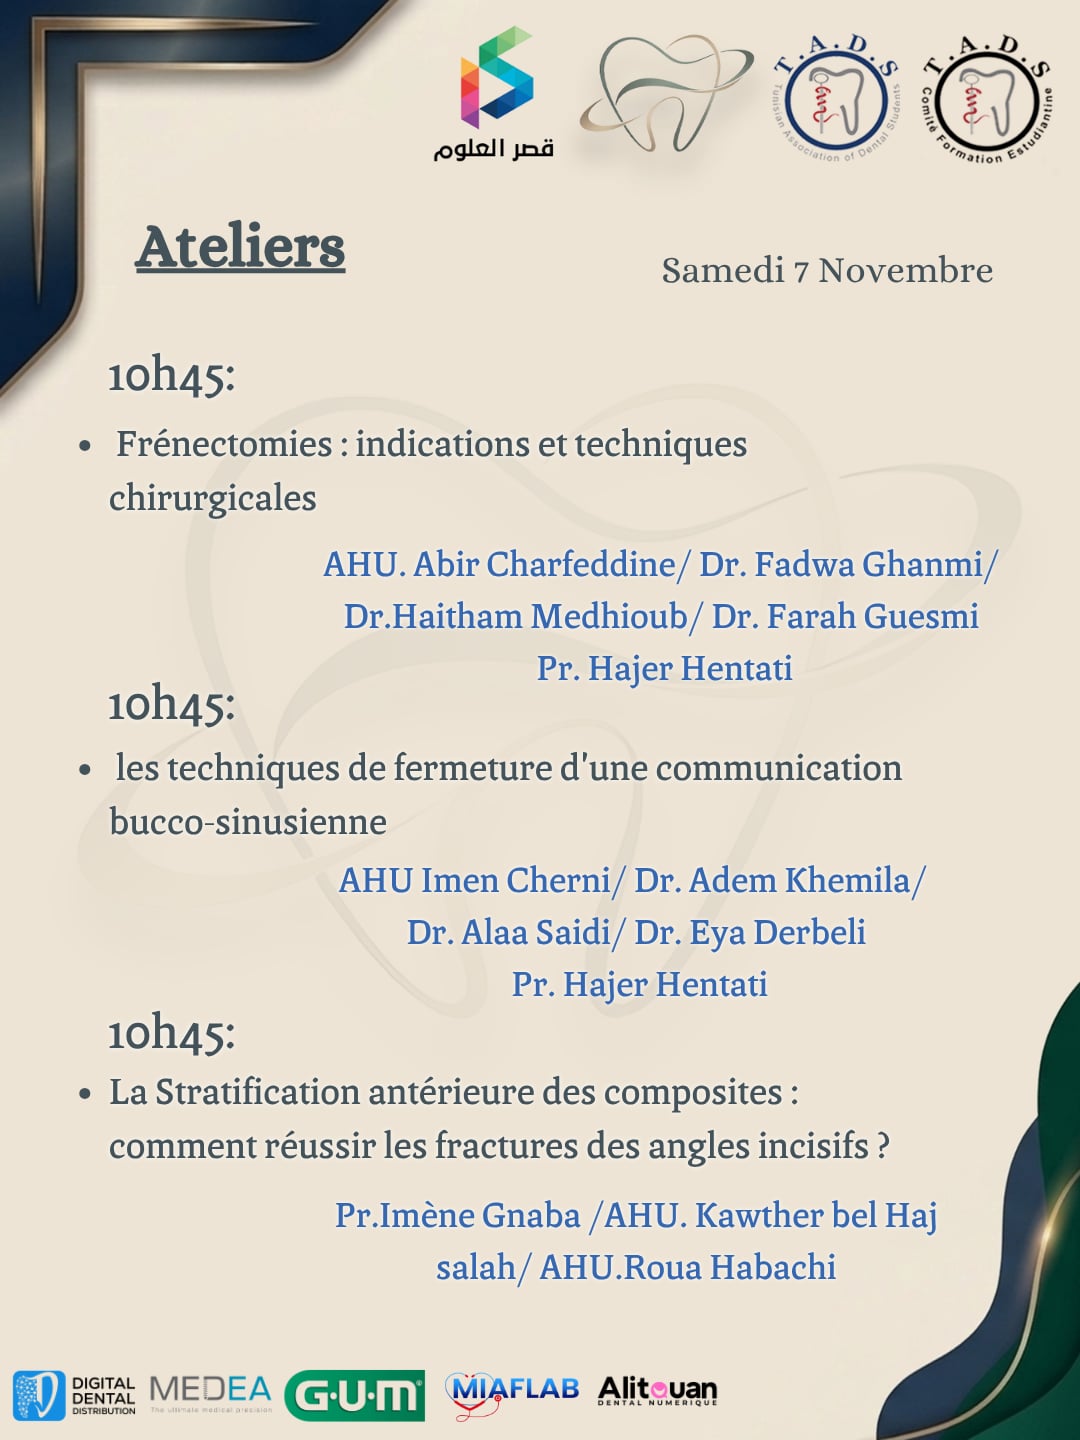 قصر العلوم
T.A.D.S
Tunisian Association of Dental Students
T.A.D.S
Comité Formation Estudiantine
Ateliers
Samedi 7 Novembre
10h45:
• Frénectomies : indications et techniques
chirurgicales
AHU. Abir Charfeddine/ Dr. Fadwa Ghanmi/
Dr.Haitham Medhioub/ Dr. Farah Guesmi
Pr. Hajer Hentati
10h45:
• les techniques de fermeture d'une communication
bucco-sinusienne
AHU Imen Cherni/ Dr. Adem Khemila/
Dr. Alaa Saidi/ Dr. Eya Derbeli
Pr. Hajer Hentati
10h45:
• La Stratification antérieure des composites :
comment réussir les fractures des angles incisifs ?
Pr.Imène Gnaba /AHU. Kawther bel Haj
salah/ AHU.Roua Habachi
DIGITAL
DENTAL
DISTRIBUTION
MEDEA
The ultimate medical precision
G·U·M
MIAFLAB
Alitouan
DENTAL NUMERIQUE